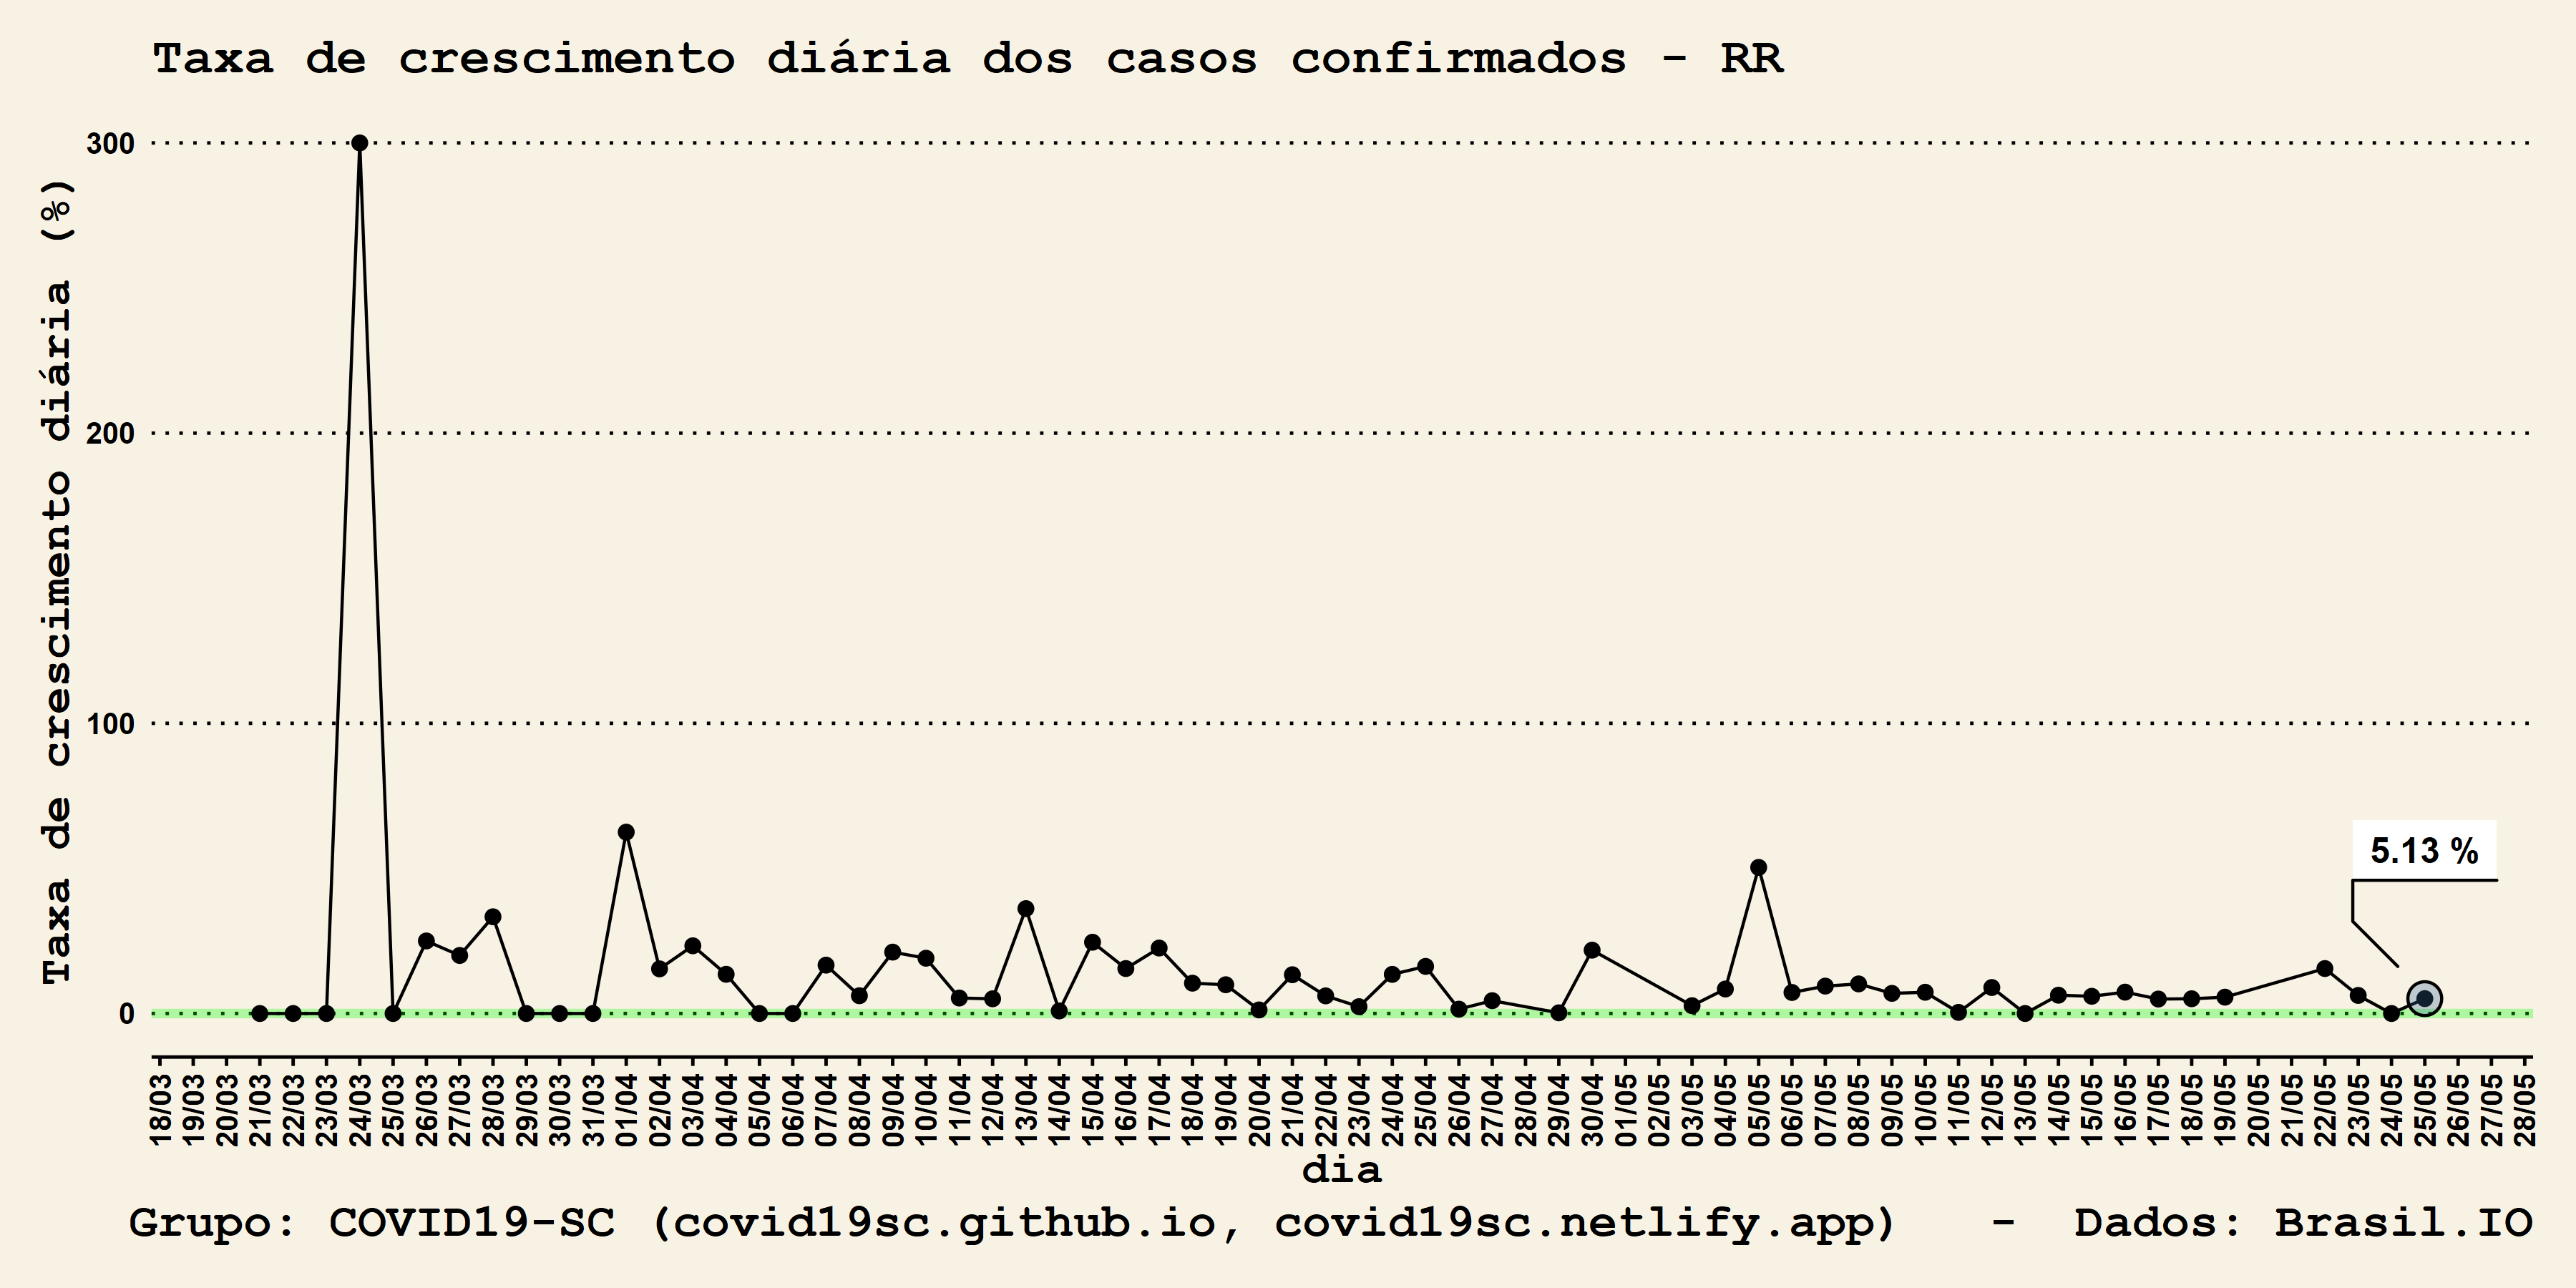 Taxa de crescimento diária dos casos confirmados - RR
Taxa de crescimento diária (%)
300
200
100
0
5.13 %
18/03 19/03 20/03 21/03 22/03 23/03 24/03 25/03 26/03 27/03 28/03 29/03 30/03 31/03 01/04 02/04 03/04 04/04 05/04 06/04 07/04 08/04 09/04 10/04 11/04 12/04 13/04 14/04 15/04 16/04 17/04 18/04 19/04 20/04 21/04 22/04 23/04 24/04 25/04 26/04 27/04 28/04 29/04 30/04 01/05 02/05 03/05 04/05 05/05 06/05 07/05 08/05 09/05 10/05 11/05 12/05 13/05 14/05 15/05 16/05 17/05 18/05 19/05 20/05 21/05 22/05 23/05 24/05 25/05 26/05 27/05 28/05
dia
Grupo: COVID19-SC (covid19sc.github.io, covid19sc.netlify.app) - Dados: Brasil.IO